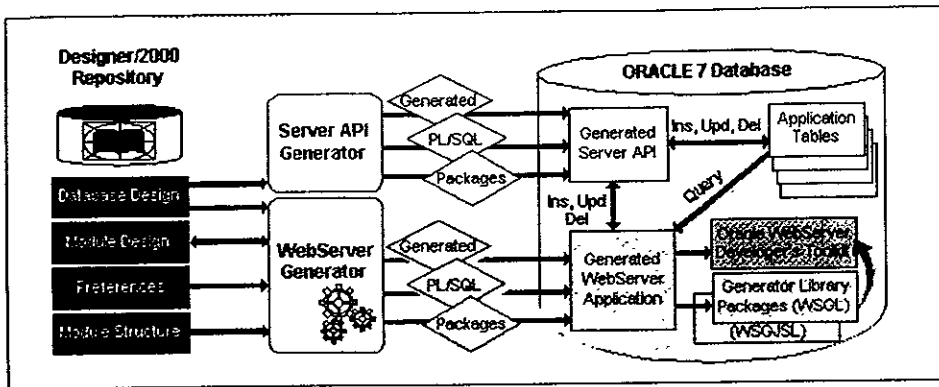 Designer/2000
Repository
Database Design
Module Design
Preferences
Module Structure
Server API
Generator
WebServer
Generator
Generated
PL/SQL
Packages
Generated
PL/SQL
Packages
ORACLE 7 Database
Generated
Server API
Ins, Upd, Del
Application
Tables
Ins, Upd
Del
Query
Generated
WebServer
Application
Oracle WebServer
Developer's Toolkit
Generator Library
Packages (WSGL)
(WSGJSL)